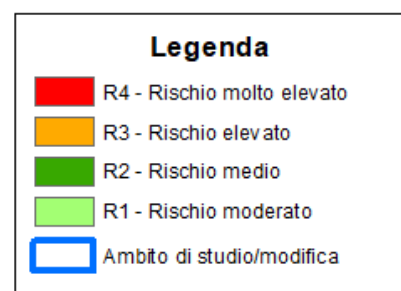 Legenda
R4 - Rischio molto elevato
R3 - Rischio elevato
R2 - Rischio medio
R1 - Rischio moderato
Ambito di studio/modifica